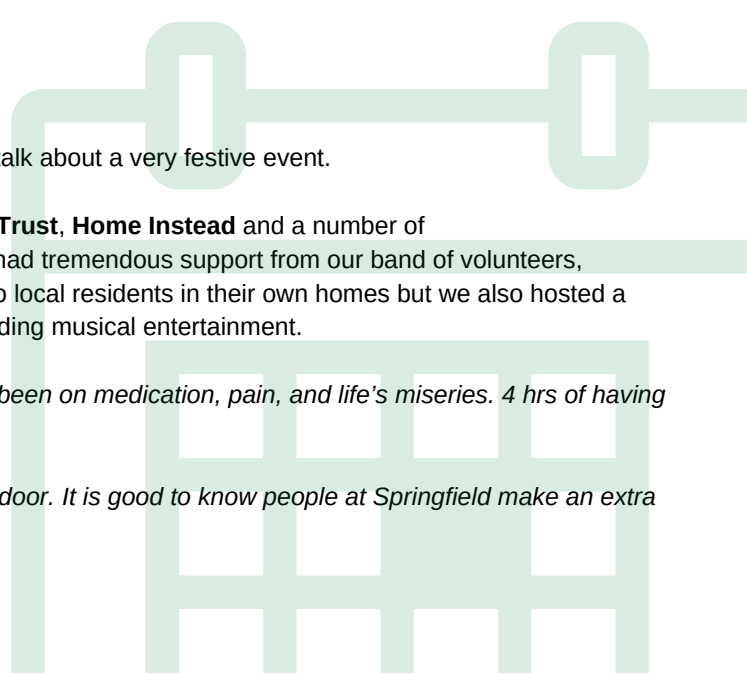 talk about a very festive event.
Trust, Home Instead and a number of
had tremendous support from our band of volunteers,
local residents in their own homes but we also hosted a
musical entertainment.
been on medication, pain, and life’s miseries. 4 hrs of having
door. It is good to know people at Springfield make an extra